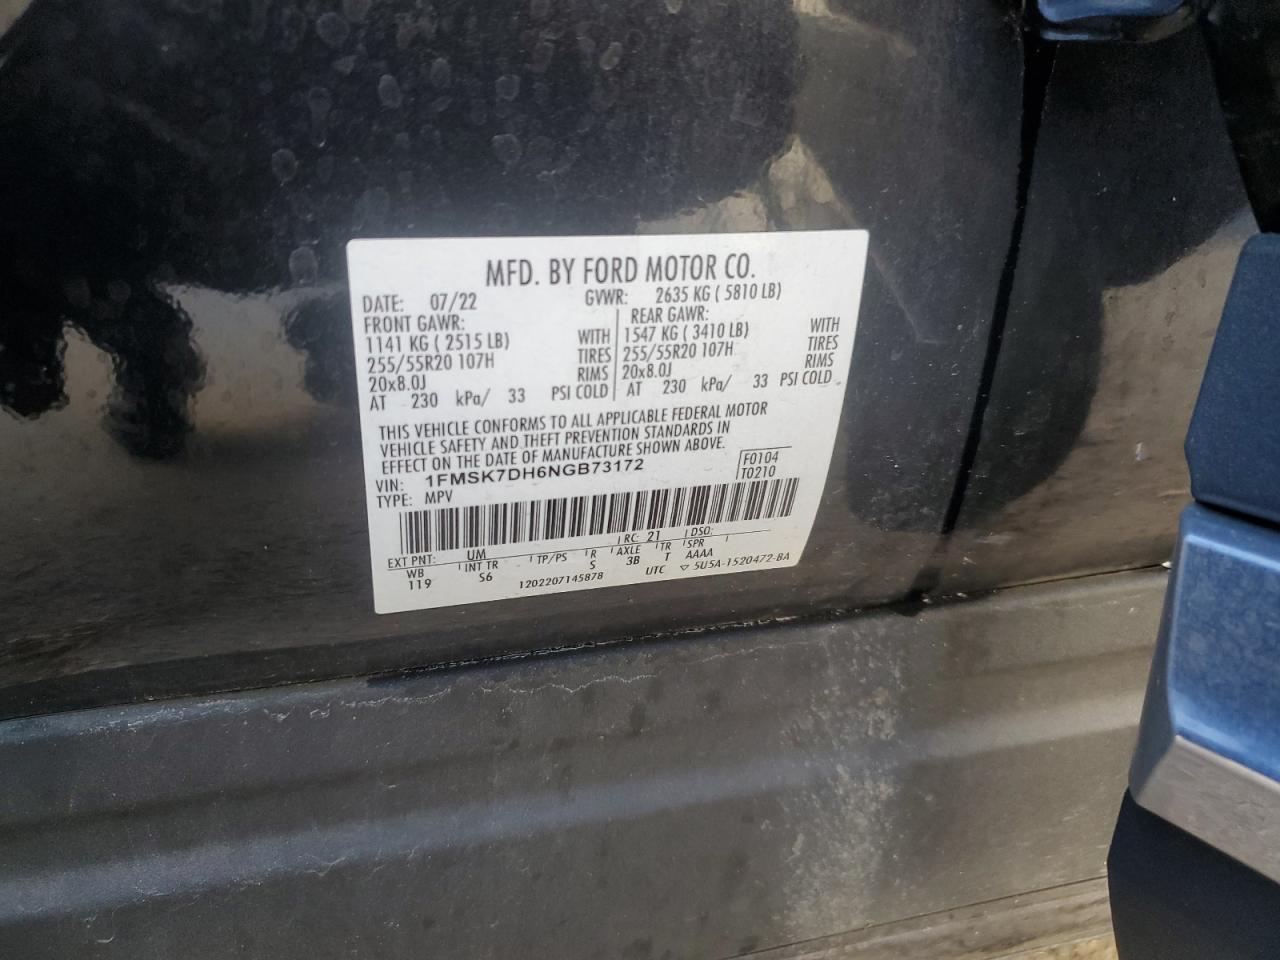 MFD. BY FORD MOTOR CO.
DATE: 07/22 GVWR: 2635 KG ( 5810 LB)
FRONT GAWR: REAR GAWR:
1141 KG ( 2515 LB) WITH 1547 KG ( 3410 LB) WITH
255/55R20 107H TIRES 255/55R20 107H TIRES
20x8.0J RIMS 20x8.0J RIMS
AT 230 kPa/ 33 PSI COLD AT 230 kPa/ 33 PSI COLD
THIS VEHICLE CONFORMS TO ALL APPLICABLE FEDERAL MOTOR
VEHICLE SAFETY AND THEFT PREVENTION STANDARDS IN
EFFECT ON THE DATE OF MANUFACTURE SHOWN ABOVE.
VIN: 1FMSK7DH6NGB73172 F0104
TYPE: MPV T0210
EXT PNT: UM RC: 21 DSO:
WB INT TR TP/PS R AXLE TR SPR
119 S6 S 3B T AAAA
1202207145878 UTC ▽ 5U5A-1520472-BA